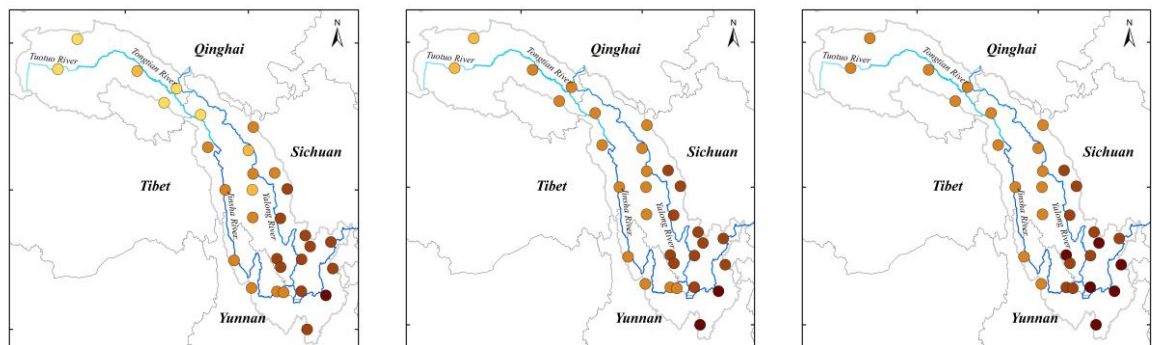 N
Qinghai
Tuotuo River
Tongtian River
Sichuan
Tibet
Jinsha River
Yalong River
Yunnan
N
Qinghai
Tuotuo River
Tongtian River
Sichuan
Tibet
Jinsha River
Yalong River
Yunnan
N
Qinghai
Tuotuo River
Tongtian River
Sichuan
Tibet
Jinsha River
Yalong River
Yunnan